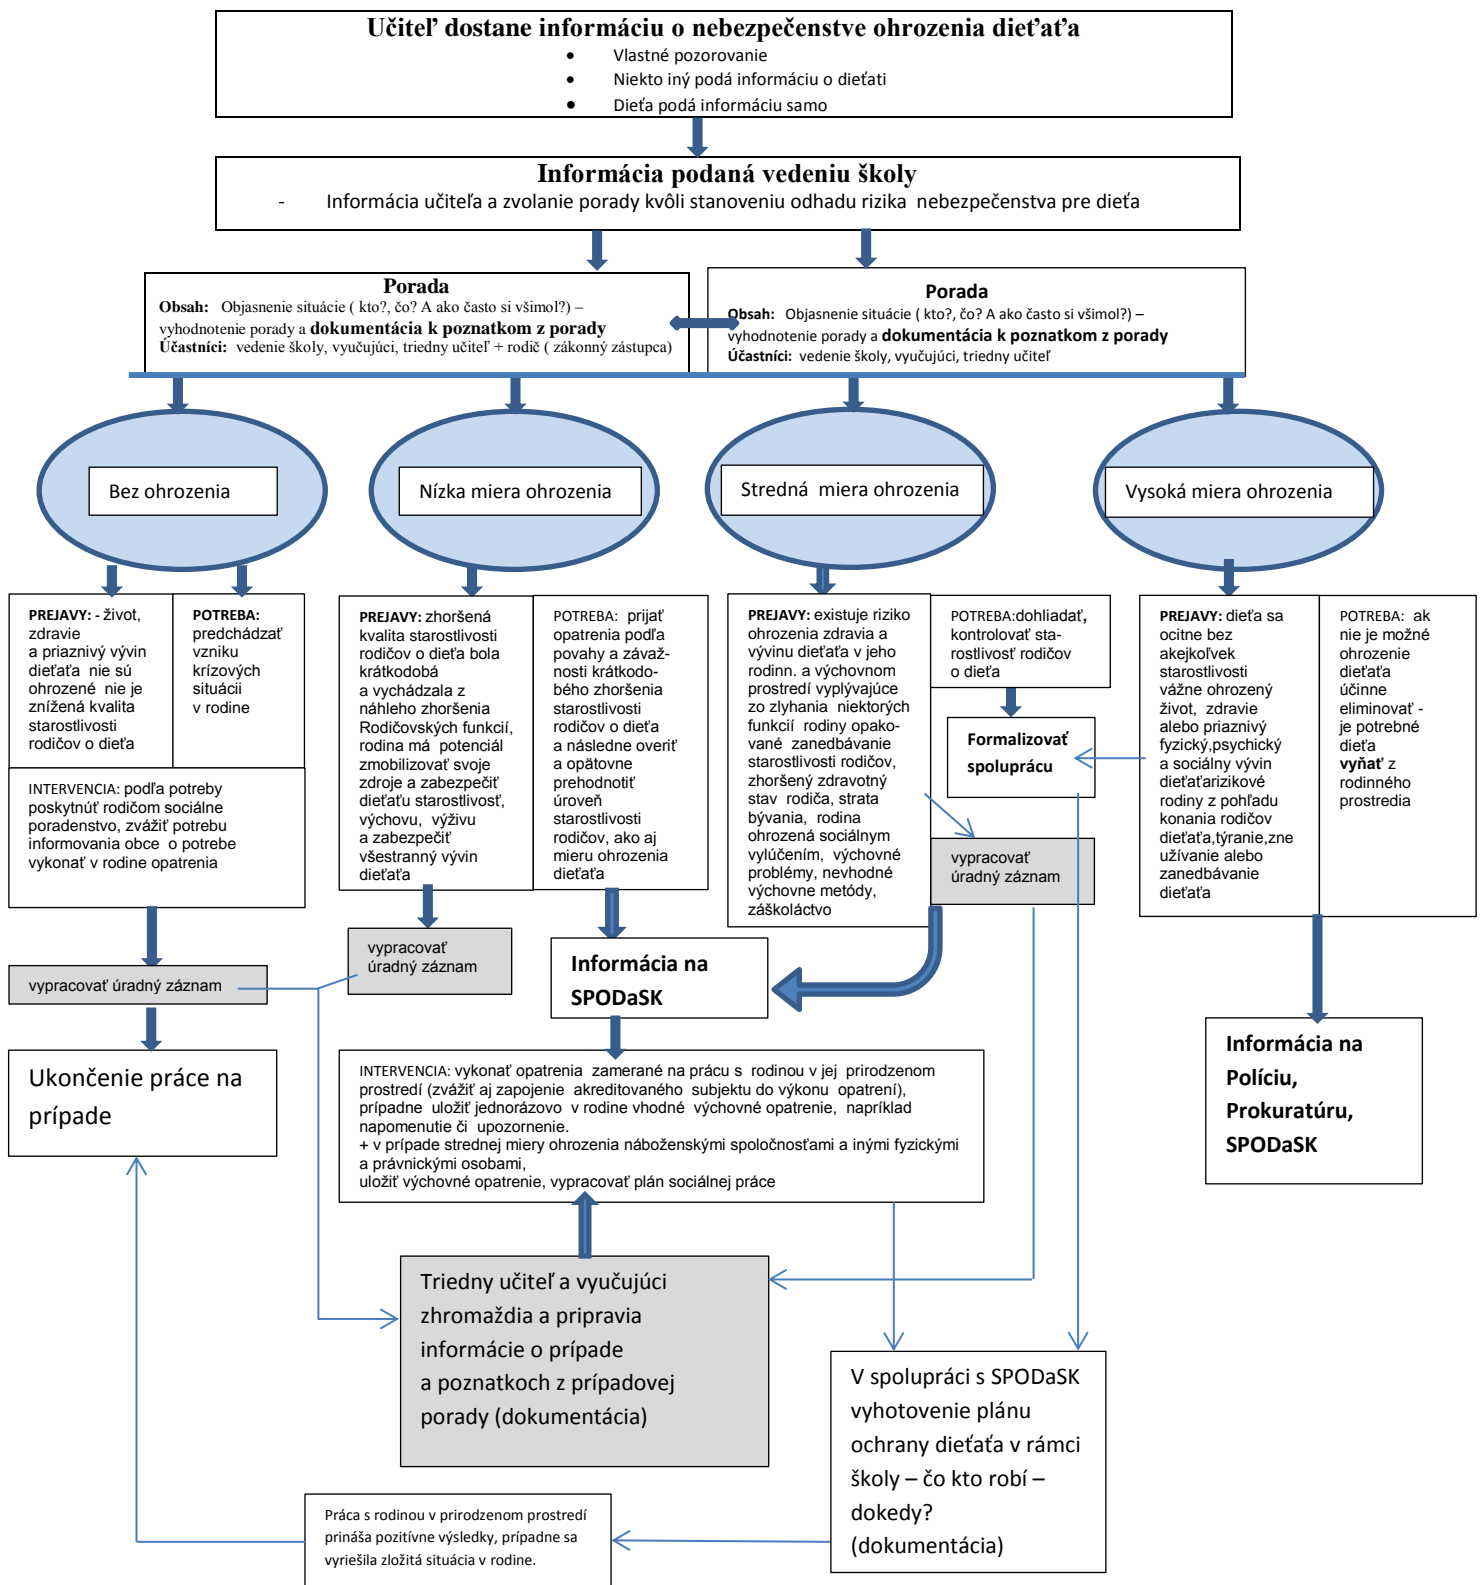 Učiteľ dostane informáciu o nebezpečenstve ohrozenia dieťaťa
• Vlastné pozorovanie
• Niekto iný podá informáciu o dieťati
• Dieťa podá informáciu samo
Informácia podaná vedeniu školy
- Informácia učiteľa a zvolanie porady kvôli stanoveniu odhadu rizika nebezpečenstva pre dieťa
Porada
Obsah: Objasnenie situácie ( kto?, čo? A ako často si všimol?) –
vyhodnotenie porady a dokumentácia k poznatkom z porady
Účastníci: vedenie školy, vyučujúci, triedny učiteľ + rodič ( zákonný zástupca)
Porada
Obsah: Objasnenie situácie ( kto?, čo? A ako často si všimol?) –
vyhodnotenie porady a dokumentácia k poznatkom z porady
Účastníci: vedenie školy, vyučujúci, triedny učiteľ
Bez ohrozenia
Nízka miera ohrozenia
Stredná miera ohrozenia
Vysoká miera ohrozenia
PREJAVY: - život,
zdravie
a priaznivý vývin
dieťaťa nie sú
ohrozené nie je
znížená kvalita
starostlivosti
rodičov o dieťa
POTREBA:
predchádzať
vzniku
krízových
situácii
v rodine
INTERVENCIA: podľa potreby
poskytnúť rodičom sociálne
poradenstvo, zvážiť potrebu
informovania obce o potrebe
vykonať v rodine opatrenia
PREJAVY: zhoršená
kvalita starostlivosti
rodičov o dieťa bola
krátkodobá
a vychádzala z
náhleho zhoršenia
Rodičovských funkcií,
rodina má potenciál
zmobilizovať svoje
zdroje a zabezpečiť
dieťaťu starostlivosť,
výchovu, výživu
a zabezpečiť
všestranný vývin
dieťaťa
POTREBA: prijať
opatrenia podľa
povahy a závaž-
nosti krátkodo-
bého zhoršenia
starostlivosti
rodičov o dieťa
a následne overiť
a opätovne
prehodnotiť
úroveň
starostlivosti
rodičov, ako aj
mieru ohrozenia
dieťaťa
PREJAVY: existuje riziko
ohrozenia zdravia a
vývinu dieťaťa v jeho
rodinn. a výchovnom
prostredí vyplývajúce
zo zlyhania niektorých
funkcií rodiny opako-
vané zanedbávanie
starostlivosti rodičov,
zhoršený zdravotný
stav rodiča, strata
bývania, rodina
ohrozená sociálnym
vylúčením, výchovné
problémy, nevhodné
výchovne metódy,
záškoláctvo
POTREBA:dohliadať,
kontrolovať sta-
rostlivosť rodičov
o dieťa
Formalizovať
spoluprácu
vypracovať
úradný záznam
PREJAVY: dieťa sa
ocitne bez
akejkoľvek
starostlivosti
vážne ohrozený
život, zdravie
alebo priaznivý
fyzický,psychický
a sociálny vývin
dieťaťarizikové
rodiny z pohľadu
konania rodičov
dieťaťa,týranie,zne
užívanie alebo
zanedbávanie
dieťaťa
POTREBA: ak
nie je možné
ohrozenie
dieťaťa
účinne
eliminovať -
je potrebné
dieťa
vyňať z
rodinného
prostredia
vypracovať úradný záznam
vypracovať
úradný záznam
Informácia na
SPODaSK
Ukončenie práce na
prípade
Informácia na
Políciu,
Prokuratúru,
SPODaSK
INTERVENCIA: vykonať opatrenia zamerané na prácu s rodinou v jej prirodzenom
prostredí (zvážiť aj zapojenie akreditovaného subjektu do výkonu opatrení),
prípadne uložiť jednorázovo v rodine vhodné výchovné opatrenie, napríklad
napomenutie či upozornenie.
+ v prípade strednej miery ohrozenia náboženskými spoločnosťami a inými fyzickými
a právnickými osobami,
uložiť výchovné opatrenie, vypracovať plán sociálnej práce
Triedny učiteľ a vyučujúci
zhromaždia a pripravia
informácie o prípade
a poznatkoch z prípadovej
porady (dokumentácia)
V spolupráci s SPODaSK
vyhotovenie plánu
ochrany dieťaťa v rámci
školy – čo kto robí –
dokedy?
(dokumentácia)
Práca s rodinou v prirodzenom prostredí
prináša pozitívne výsledky, prípadne sa
vyriešila zložitá situácia v rodine.